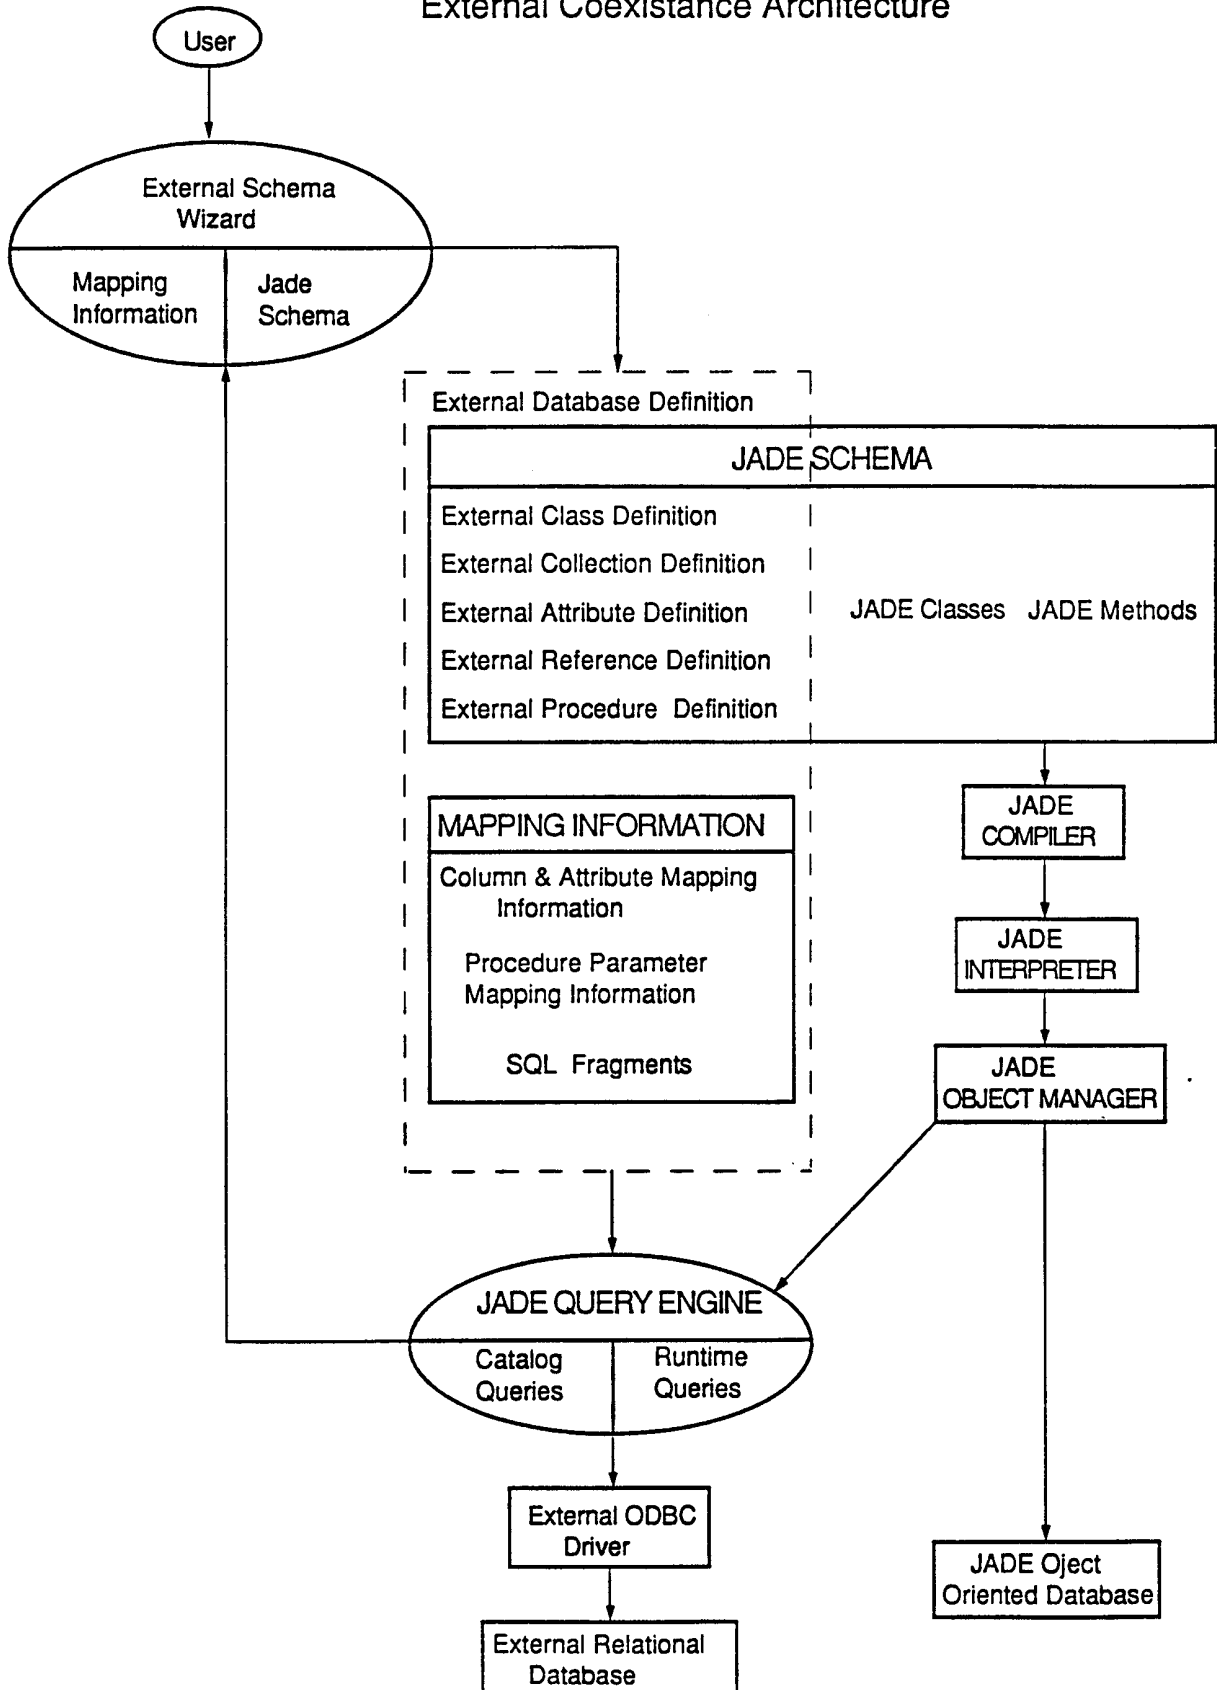 External Coexistance Architecture
User
External Schema
Wizard
Mapping
Information
Jade
Schema
External Database Definition
JADE SCHEMA
External Class Definition
External Collection Definition
External Attribute Definition
External Reference Definition
External Procedure Definition
JADE Classes JADE Methods
MAPPING INFORMATION
Column & Attribute Mapping
Information
Procedure Parameter
Mapping Information
SQL Fragments
JADE
COMPILER
JADE
INTERPRETER
JADE
OBJECT MANAGER
JADE QUERY ENGINE
Catalog
Queries
Runtime
Queries
External ODBC
Driver
JADE Oject
Oriented Database
External Relational
Database